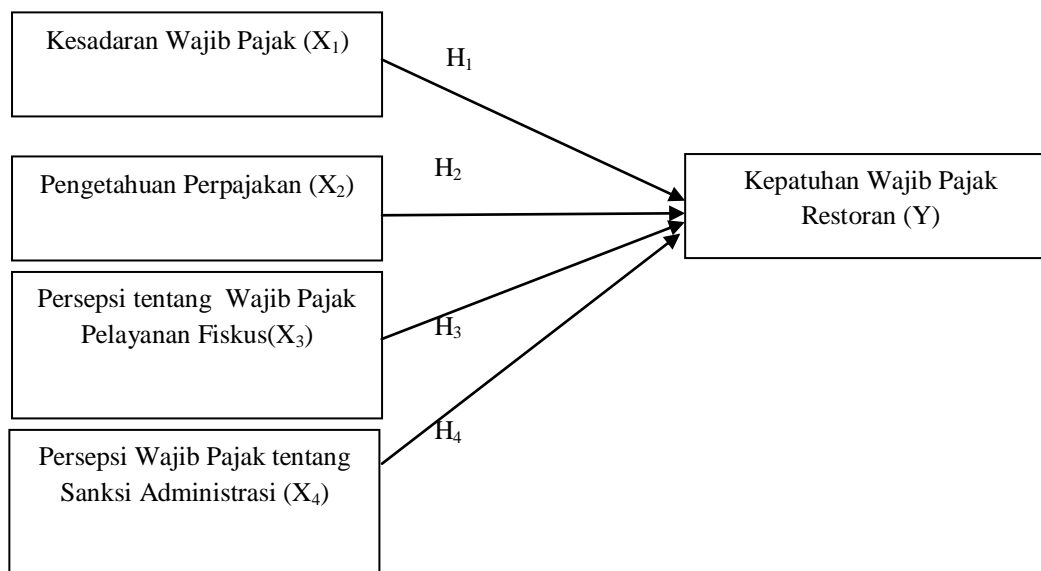 Kesadaran Wajib Pajak (X₁)
H₁
Pengetahuan Perpajakan (X₂)
H₂
Kepatuhan Wajib Pajak
Restoran (Y)
Persepsi tentang Wajib Pajak
Pelayanan Fiskus(X₃)
H₃
Persepsi Wajib Pajak tentang
Sanksi Administrasi (X₄)
H₄